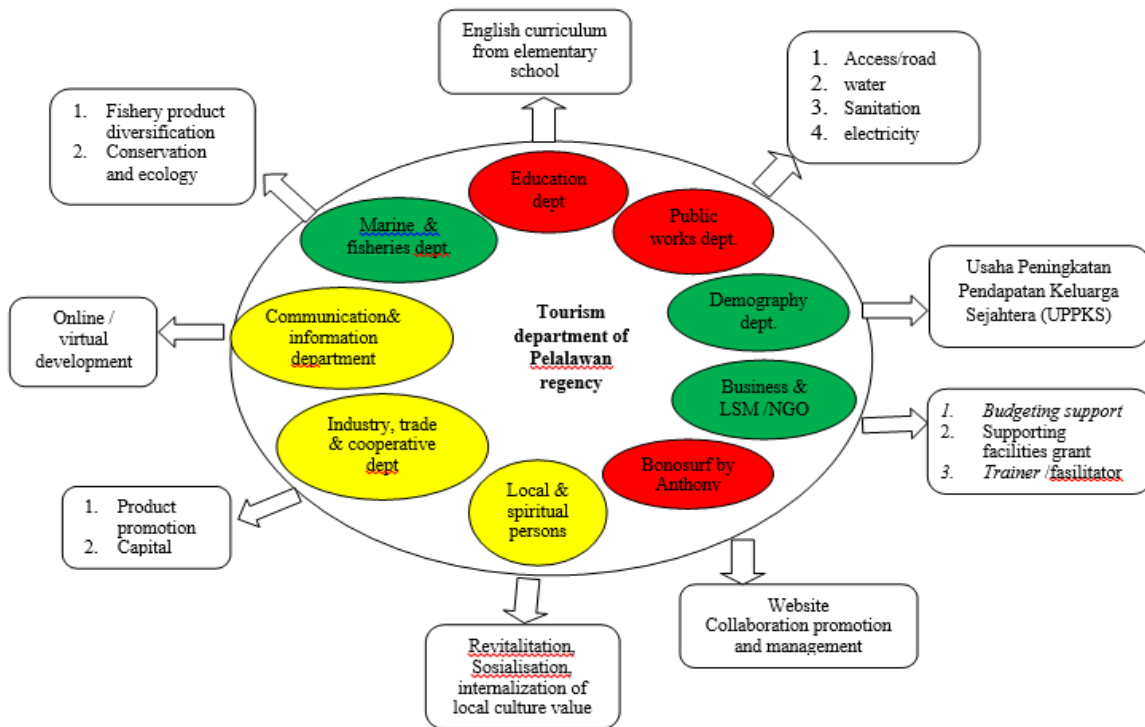 English curriculum
from elementary
school
1. Access/road
2. water
3. Sanitation
4. electricity
1. Fishery product
diversification
2. Conservation
and ecology
Education
dept
Public
works dept.
Marine &
fisheries dept.
Demography
dept.
Usaha Peningkatan
Pendapatan Keluarga
Sejahtera (UPPKS)
Online /
virtual
development
Communication&
information
department
Tourism
department of
Pelalawan
regency
Business &
LSM /NGO
1. Budgeting support
2. Supporting
facilities grant
3. Trainer /fasilitator
Industry, trade
& cooperative
dept
Bonosurf by
Anthony
Local &
spiritual
persons
1. Product
promotion
2. Capital
Website
Collaboration promotion
and management
Revitalitation,
Sosialisation,
internalization of
local culture value